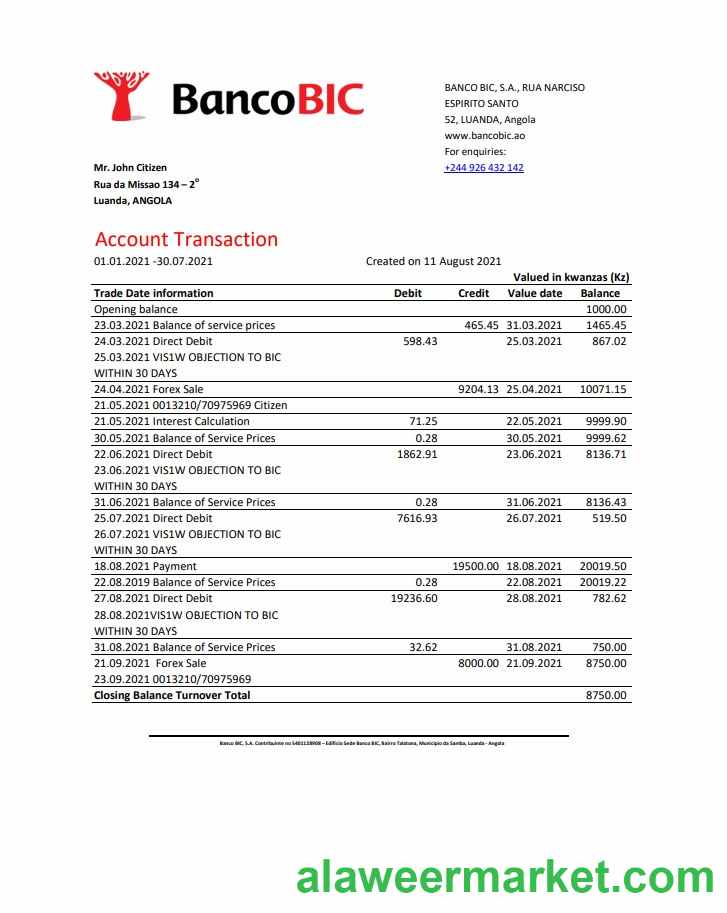 BancoBIC
BANCO BIC, S.A., RUA NARCISO
ESPIRITO SANTO
52, LUANDA, Angola
www.bancobic.ao
For enquiries:
+244 926 432 142
Mr. John Citizen
Rua da Missao 134 – 2º
Luanda, ANGOLA
Account Transaction
01.01.2021 -30.07.2021 Created on 11 August 2021
Valued in kwanzas (Kz)
Trade Date information Debit Credit Value date Balance
Opening balance 1000.00
23.03.2021 Balance of service prices 465.45 31.03.2021 1465.45
24.03.2021 Direct Debit 598.43 25.03.2021 867.02
25.03.2021 VIS1W OBJECTION TO BIC
WITHIN 30 DAYS
24.04.2021 Forex Sale 9204.13 25.04.2021 10071.15
21.05.2021 0013210/70975969 Citizen
21.05.2021 Interest Calculation 71.25 22.05.2021 9999.90
30.05.2021 Balance of Service Prices 0.28 30.05.2021 9999.62
22.06.2021 Direct Debit 1862.91 23.06.2021 8136.71
23.06.2021 VIS1W OBJECTION TO BIC
WITHIN 30 DAYS
31.06.2021 Balance of Service Prices 0.28 31.06.2021 8136.43
25.07.2021 Direct Debit 7616.93 26.07.2021 519.50
26.07.2021 VIS1W OBJECTION TO BIC
WITHIN 30 DAYS
18.08.2021 Payment 19500.00 18.08.2021 20019.50
22.08.2019 Balance of Service Prices 0.28 22.08.2021 20019.22
27.08.2021 Direct Debit 19236.60 28.08.2021 782.62
28.08.2021VIS1W OBJECTION TO BIC
WITHIN 30 DAYS
31.08.2021 Balance of Service Prices 32.62 31.08.2021 750.00
21.09.2021 Forex Sale 8000.00 21.09.2021 8750.00
23.09.2021 0013210/70975969
Closing Balance Turnover Total 8750.00
Banco BIC, S.A. Contribuinte no 5401110908 – Edifício Sede Banco BIC, Bairro Talatona, Município da Samba, Luanda - Angola
alaweermarket.com